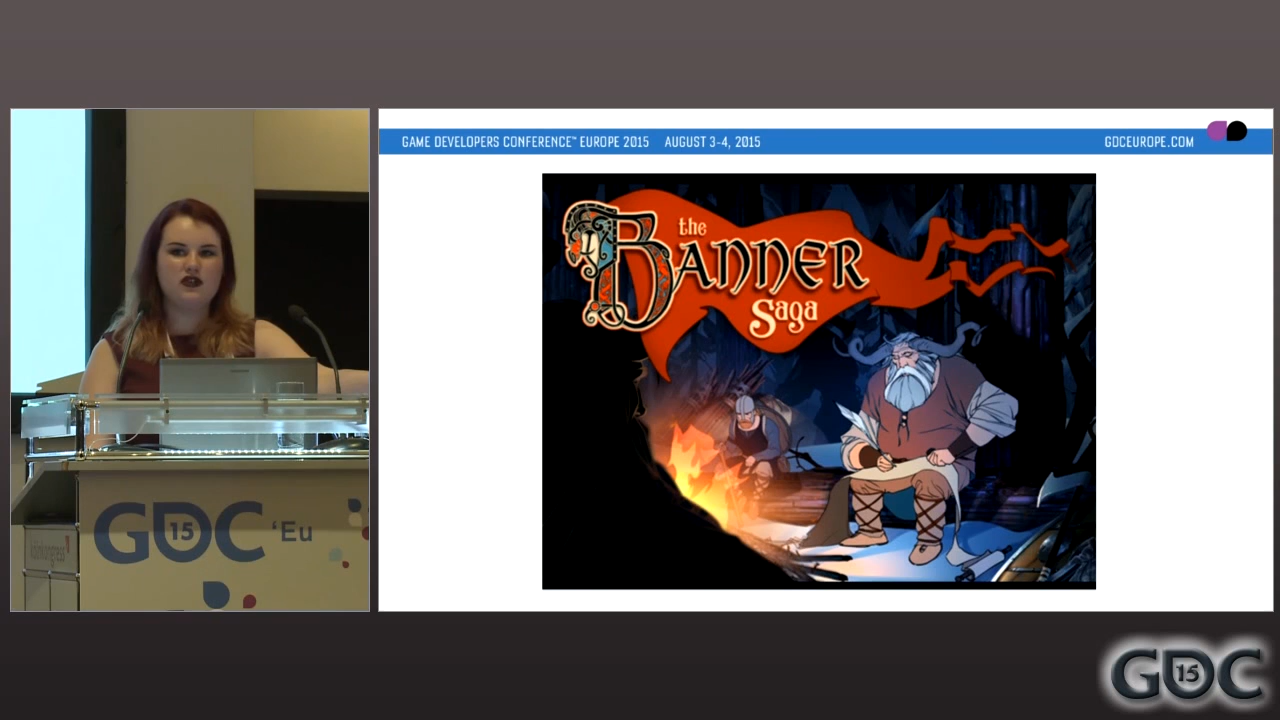 GAME DEVELOPERS CONFERENCE™ EUROPE 2015 AUGUST 3-4, 2015
GDCEUROPE.COM
the
BANNER
Saga
GDC 15 'Eu
GDC 15